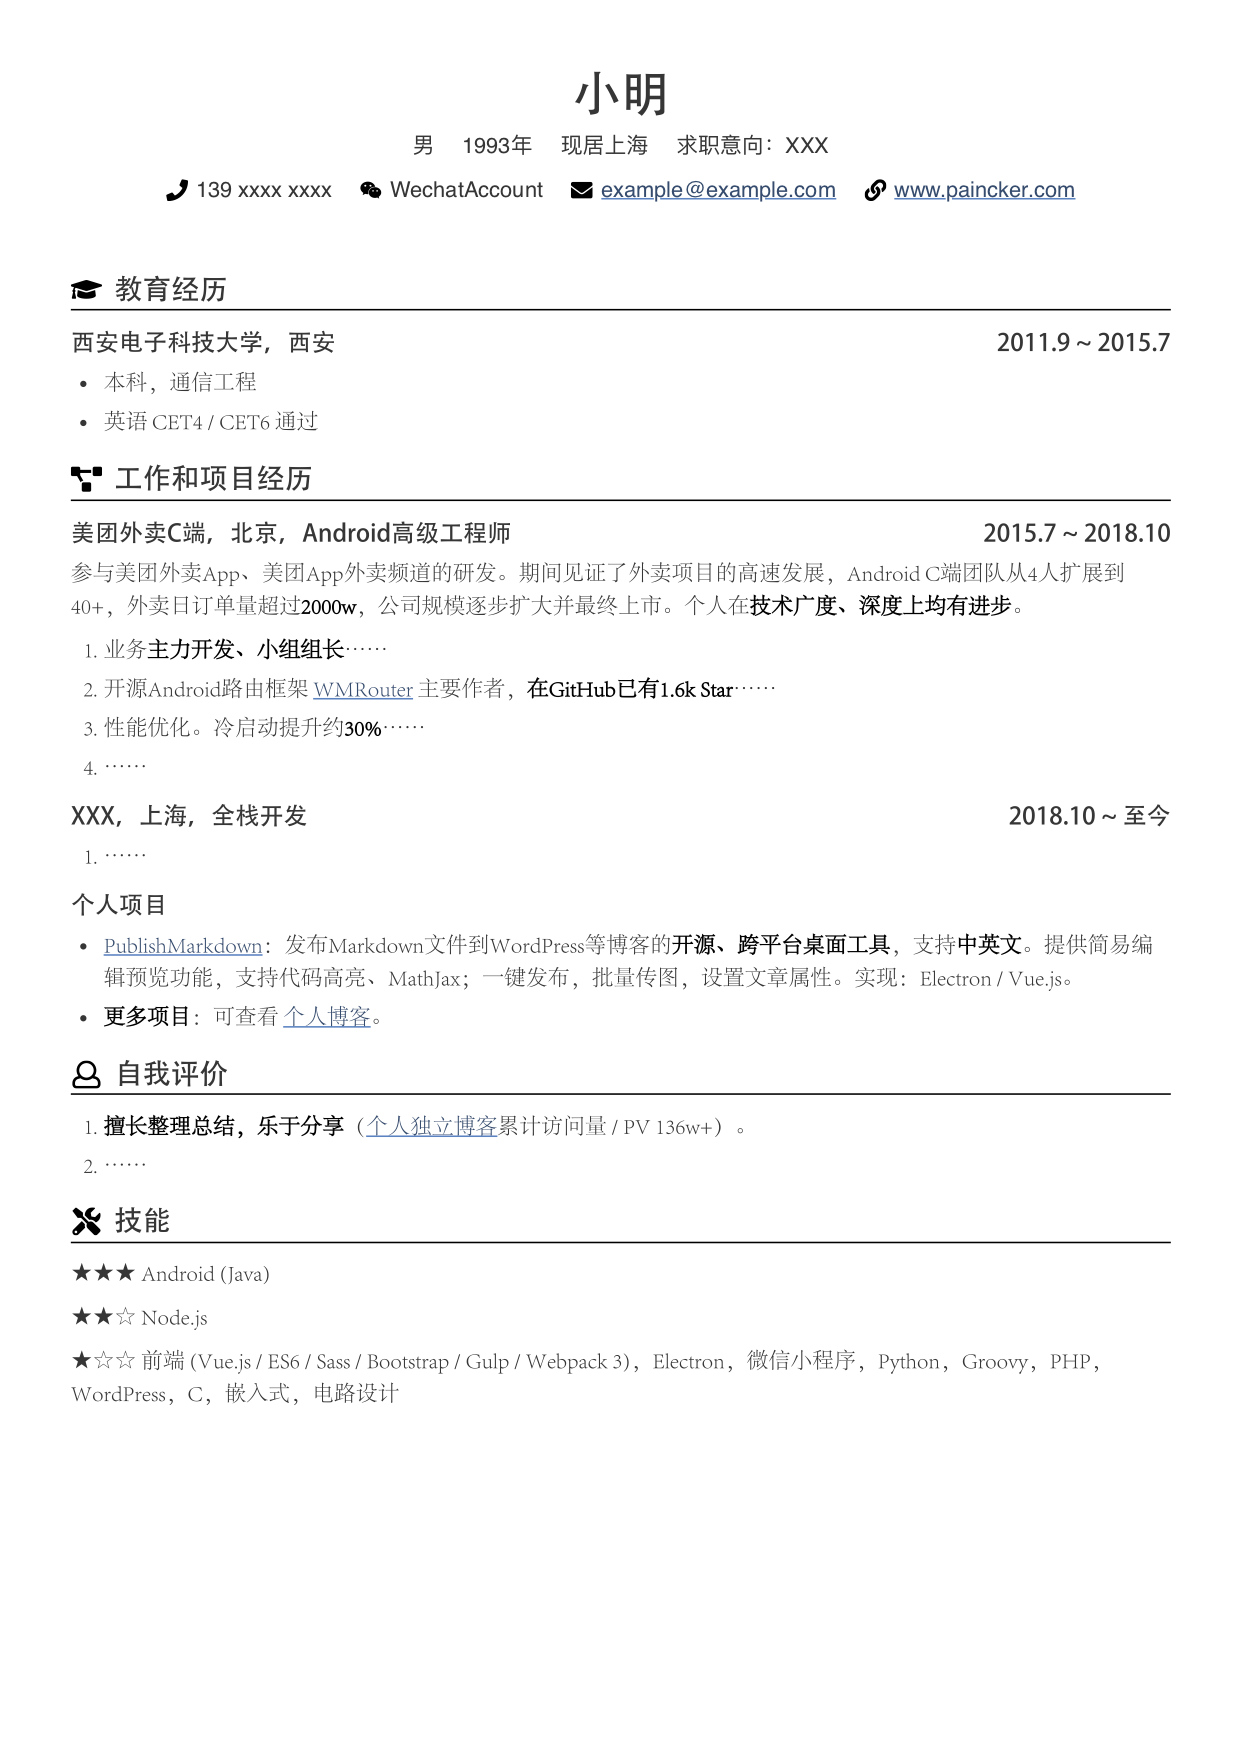 小明
男 1993年 现居上海 求职意向：XXX
139 xxxx xxxx WechatAccount example@example.com www.paincker.com
教育经历
西安电子科技大学，西安 2011.9 ~ 2015.7
• 本科，通信工程
• 英语 CET4 / CET6 通过
工作和项目经历
美团外卖C端，北京，Android高级工程师 2015.7 ~ 2018.10
参与美团外卖App、美团App外卖频道的研发。期间见证了外卖项目的高速发展，Android C端团队从4人扩展到
40+，外卖日订单量超过2000w，公司规模逐步扩大并最终上市。个人在技术广度、深度上均有进步。
1. 业务主力开发、小组组长……
2. 开源Android路由框架 WMRouter 主要作者，在GitHub已有1.6k Star……
3. 性能优化。冷启动提升约30%……
4. ……
XXX，上海，全栈开发 2018.10 ~ 至今
1. ……
个人项目
• PublishMarkdown：发布Markdown文件到WordPress等博客的开源、跨平台桌面工具，支持中英文。提供简易编
辑预览功能，支持代码高亮、MathJax；一键发布，批量传图，设置文章属性。实现：Electron / Vue.js。
• 更多项目：可查看 个人博客。
自我评价
1. 擅长整理总结，乐于分享（个人独立博客累计访问量 / PV 136w+）。
2. ……
技能
★★★ Android (Java)
★★☆ Node.js
★☆☆ 前端 (Vue.js / ES6 / Sass / Bootstrap / Gulp / Webpack 3)，Electron，微信小程序，Python，Groovy，PHP，
WordPress，C，嵌入式，电路设计